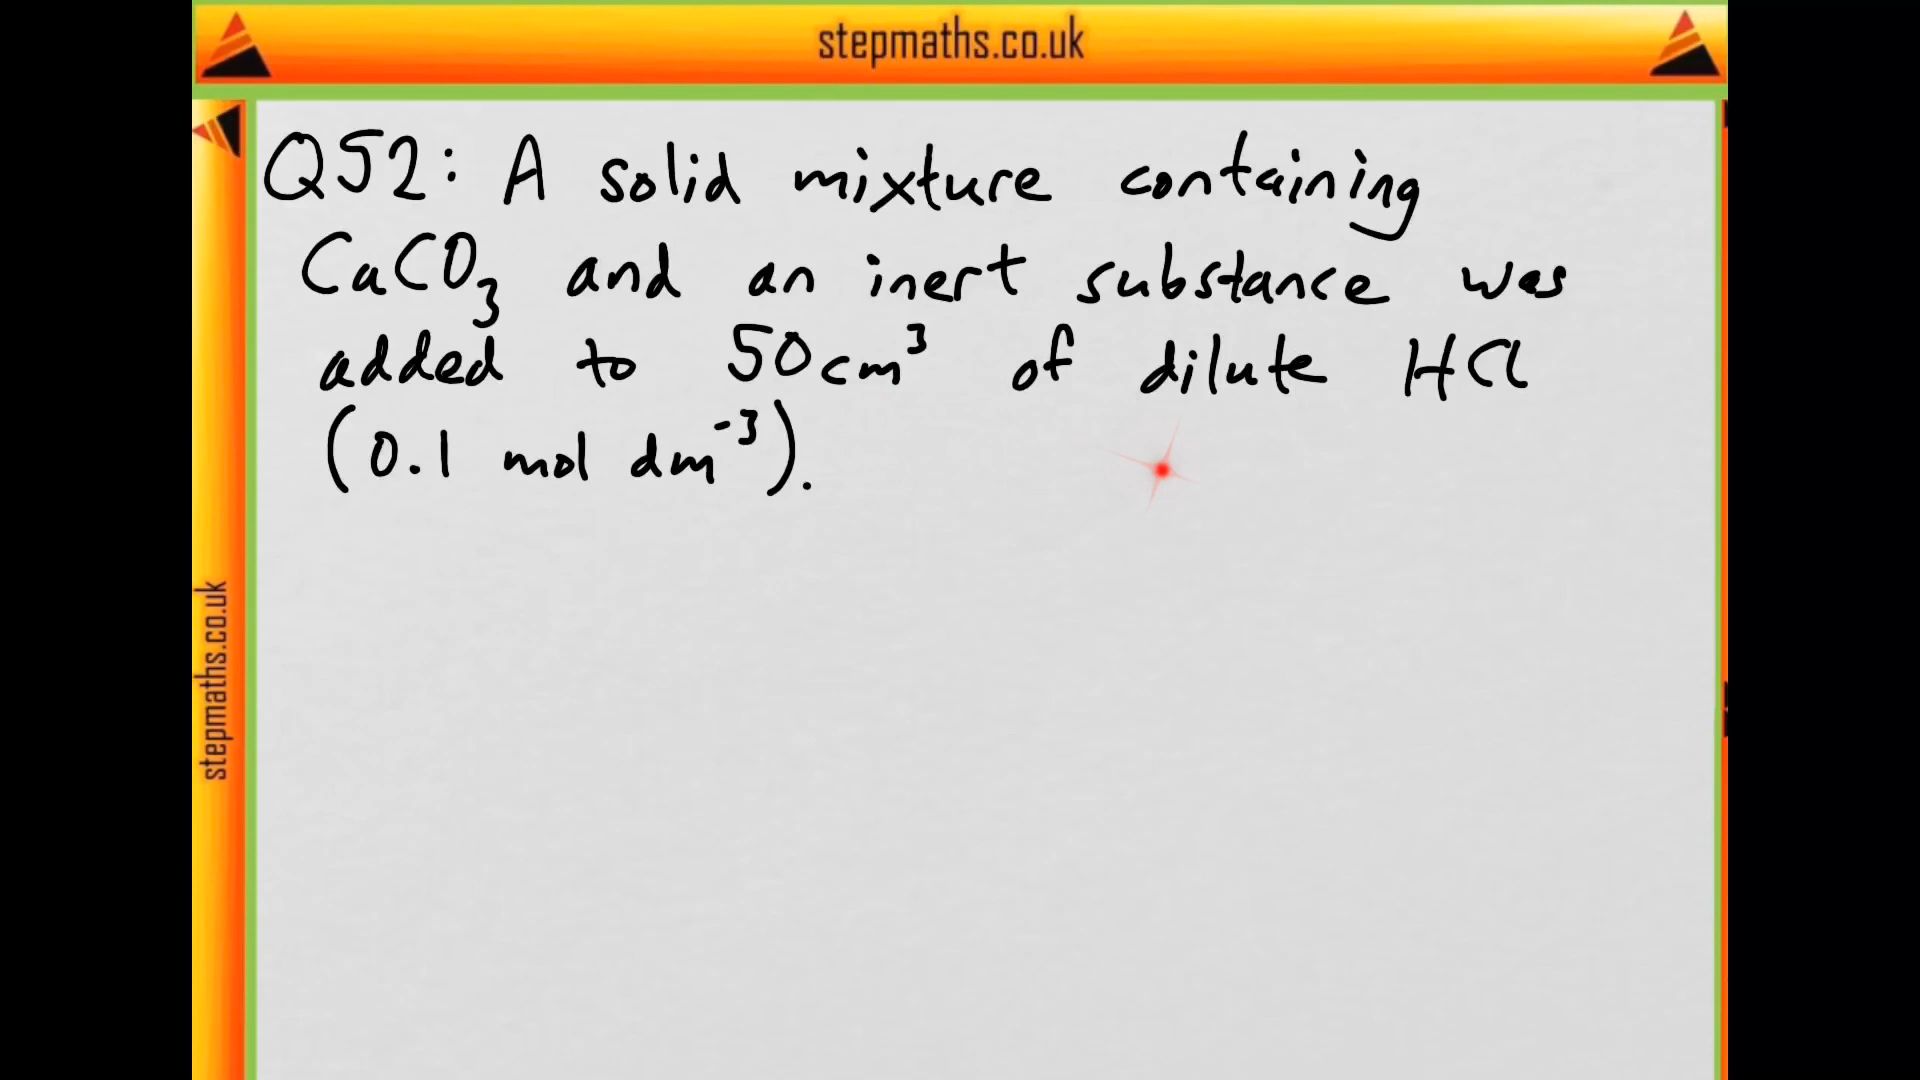 stepmaths.co.uk
Q52: A solid mixture containing
CaCO₃ and an inert substance was
added to 50cm³ of dilute HCl
(0.1 mol dm⁻³).
stepmaths.co.uk